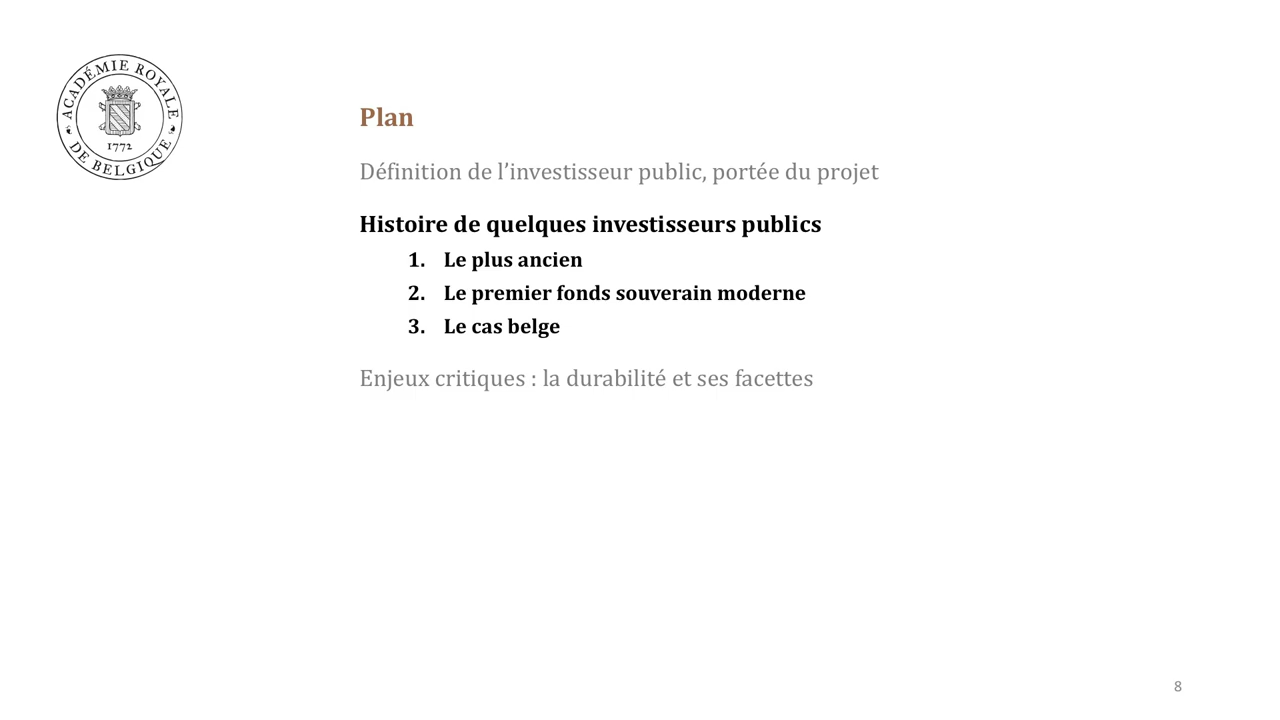 ACADÉMIE ROYALE
DE BELGIQUE
1772
Plan
Définition de l’investisseur public, portée du projet
Histoire de quelques investisseurs publics
1. Le plus ancien
2. Le premier fonds souverain moderne
3. Le cas belge
Enjeux critiques : la durabilité et ses facettes
8